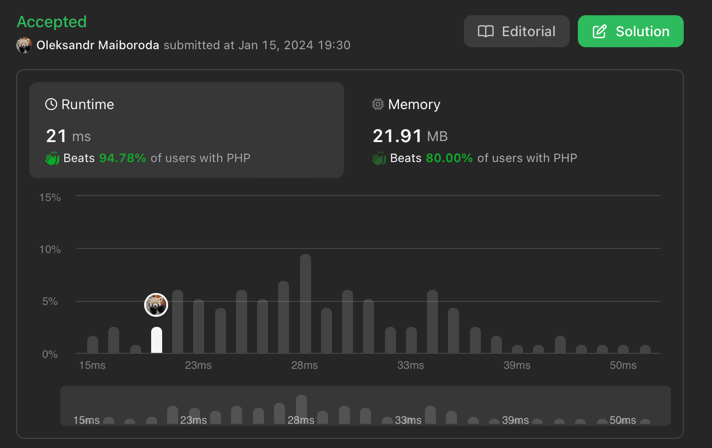 Accepted
Oleksandr Maiboroda submitted at Jan 15, 2024 19:30
Editorial
Solution
Runtime
21 ms
Beats 94.78% of users with PHP
Memory
21.91 MB
Beats 80.00% of users with PHP
15%
10%
5%
0%
15ms 23ms 28ms 33ms 39ms 50ms
15ms 23ms 28ms 33ms 39ms 50ms